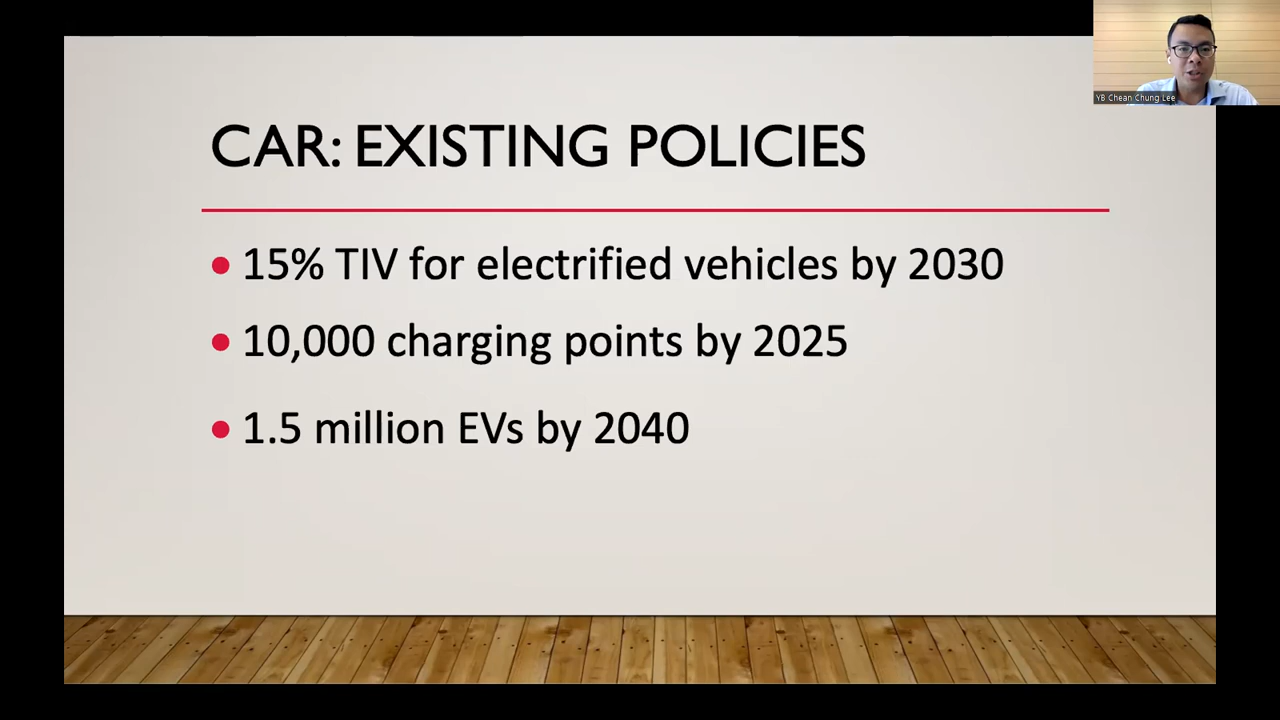 YB Chean Chung Lee
CAR: EXISTING POLICIES
• 15% TIV for electrified vehicles by 2030
• 10,000 charging points by 2025
• 1.5 million EVs by 2040